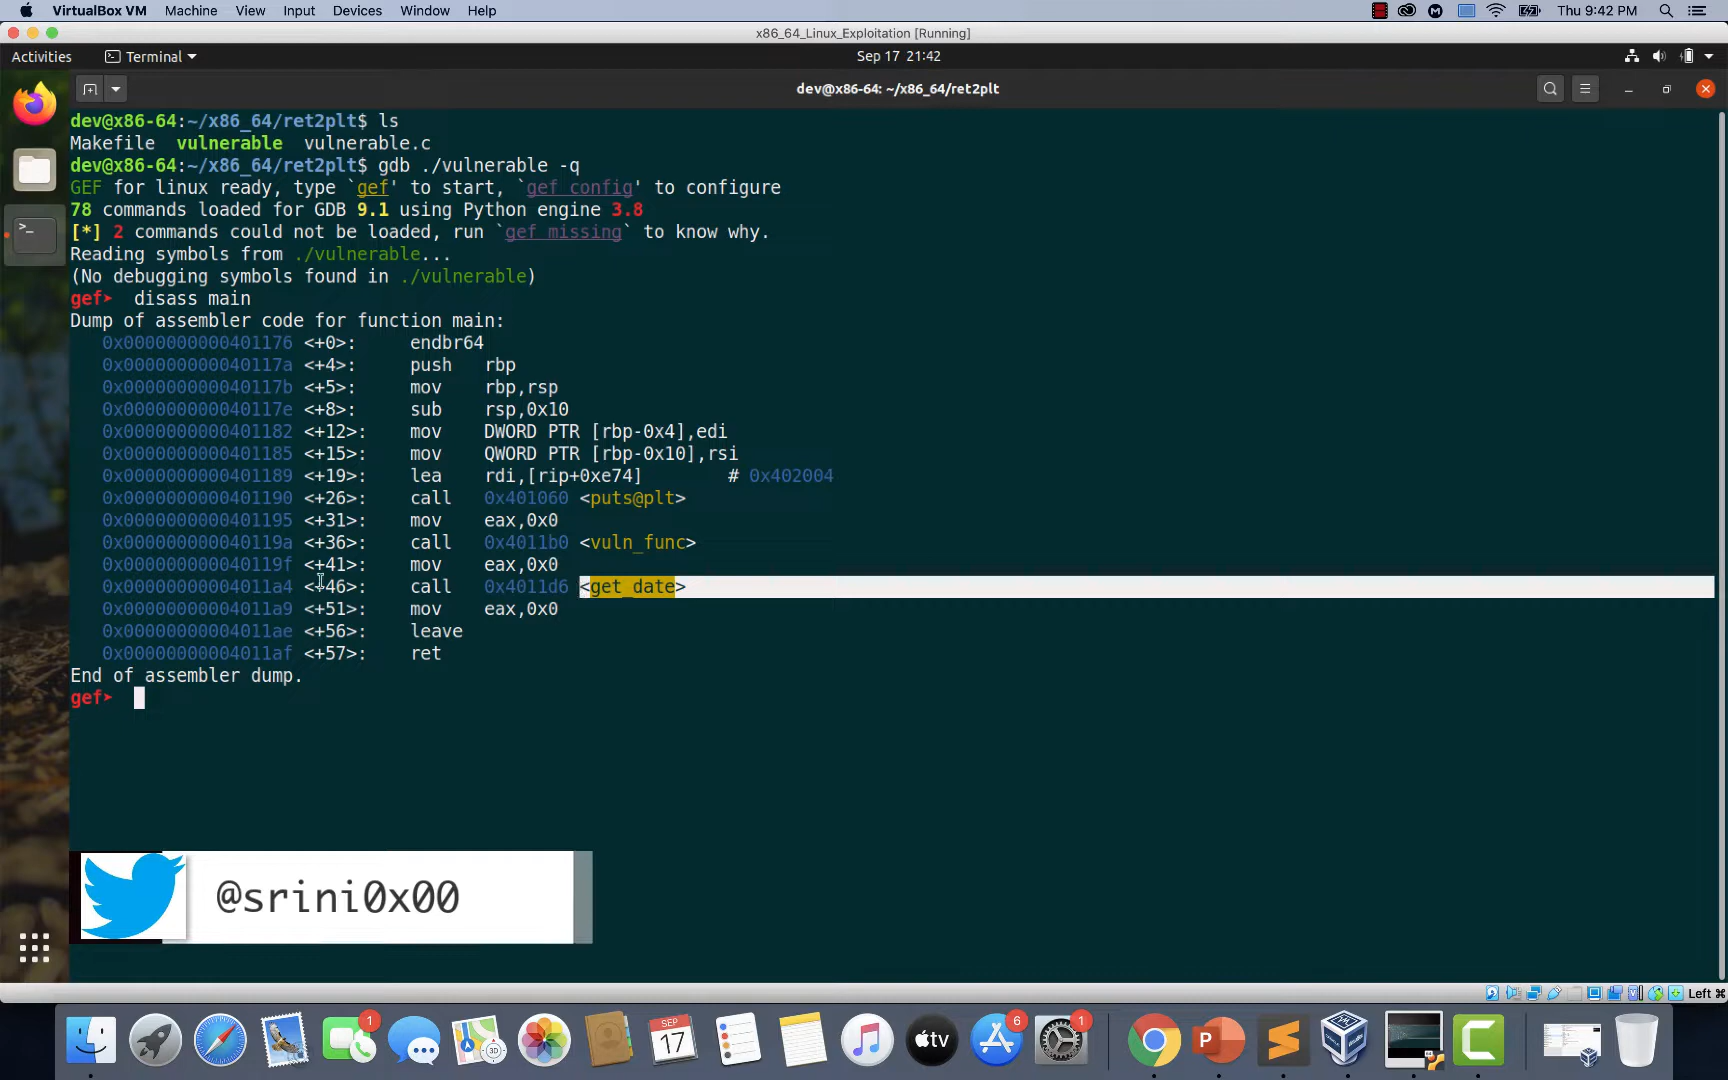 VirtualBox VM Machine View Input Devices Window Help Thu 9:42 PM
x86_64_Linux_Exploitation [Running]
Activities Terminal Sep 17 21:42
dev@x86-64: ~/x86_64/ret2plt
dev@x86-64:~/x86_64/ret2plt$ ls
Makefile vulnerable vulnerable.c
dev@x86-64:~/x86_64/ret2plt$ gdb ./vulnerable -q
GEF for linux ready, type `gef' to start, `gef config' to configure
78 commands loaded for GDB 9.1 using Python engine 3.8
[*] 2 commands could not be loaded, run `gef missing` to know why.
Reading symbols from ./vulnerable...
(No debugging symbols found in ./vulnerable)
gef➤ disass main
Dump of assembler code for function main:
0x0000000000401176 <+0>: endbr64
0x000000000040117a <+4>: push rbp
0x000000000040117b <+5>: mov rbp,rsp
0x000000000040117e <+8>: sub rsp,0x10
0x0000000000401182 <+12>: mov DWORD PTR [rbp-0x4],edi
0x0000000000401185 <+15>: mov QWORD PTR [rbp-0x10],rsi
0x0000000000401189 <+19>: lea rdi,[rip+0xe74] # 0x402004
0x0000000000401190 <+26>: call 0x401060 <puts@plt>
0x0000000000401195 <+31>: mov eax,0x0
0x000000000040119a <+36>: call 0x4011b0 <vuln_func>
0x000000000040119f <+41>: mov eax,0x0
0x00000000004011a4 <+46>: call 0x4011d6 <get_date>
0x00000000004011a9 <+51>: mov eax,0x0
0x00000000004011ae <+56>: leave
0x00000000004011af <+57>: ret
End of assembler dump.
gef➤
@srini0x00
Left ⌘
1
SEP
17
tv
6
1
P
C
3D